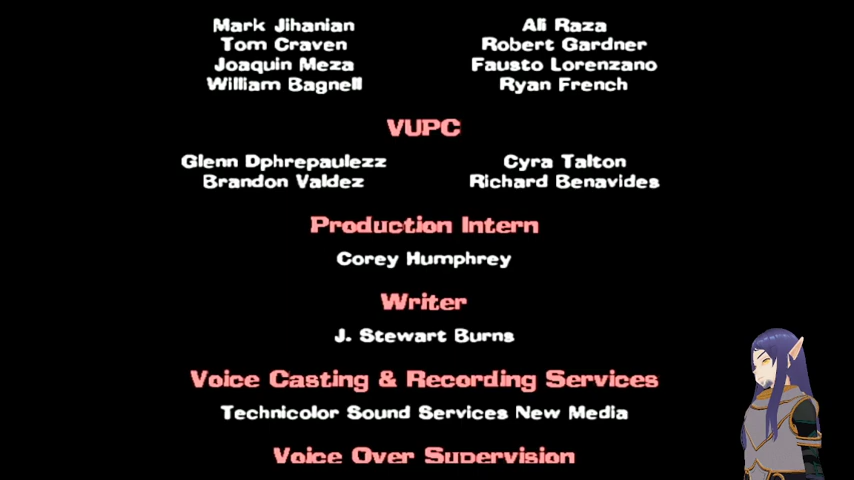 Mark Jihanian Ali Raza
Tom Craven Robert Gardner
Joaquin Meza Fausto Lorenzano
William Bagnell Ryan French
VUPC
Glenn Dphrepaulezz Cyra Talton
Brandon Valdez Richard Benavides
Production Intern
Corey Humphrey
Writer
J. Stewart Burns
Voice Casting & Recording Services
Technicolor Sound Services New Media
Voice Over Supervision